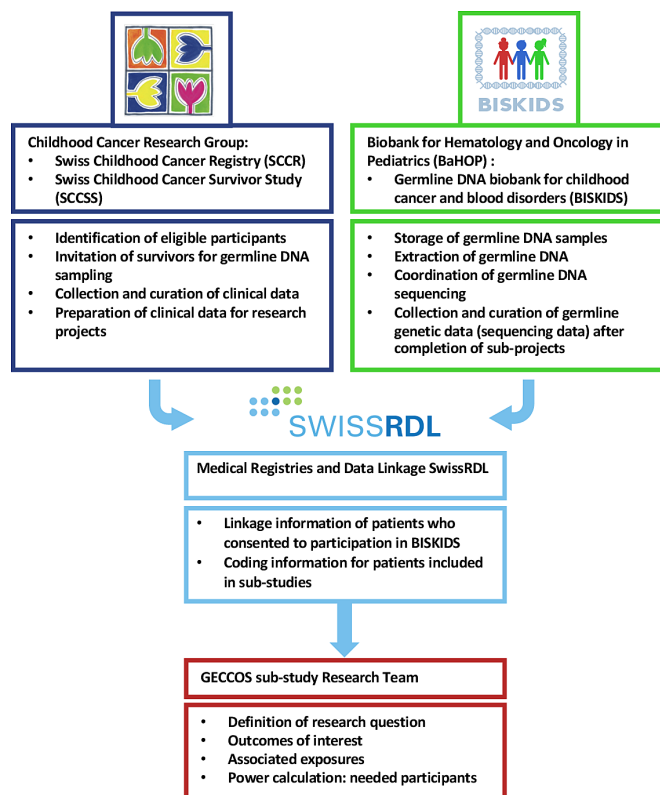 BISKIDS
Childhood Cancer Research Group:
• Swiss Childhood Cancer Registry (SCCR)
• Swiss Childhood Cancer Survivor Study
(SCCSS)
Biobank for Hematology and Oncology in
Pediatrics (BaHOP) :
• Germline DNA biobank for childhood
cancer and blood disorders (BISKIDS)
• Identification of eligible participants
• Invitation of survivors for germline DNA
sampling
• Collection and curation of clinical data
• Preparation of clinical data for research
projects
• Storage of germline DNA samples
• Extraction of germline DNA
• Coordination of germline DNA
sequencing
• Collection and curation of germline
genetic data (sequencing data) after
completion of sub-projects
SWISSRDL
Medical Registries and Data Linkage SwissRDL
• Linkage information of patients who
consented to participation in BISKIDS
• Coding information for patients included
in sub-studies
GECCOS sub-study Research Team
• Definition of research question
• Outcomes of interest
• Associated exposures
• Power calculation: needed participants